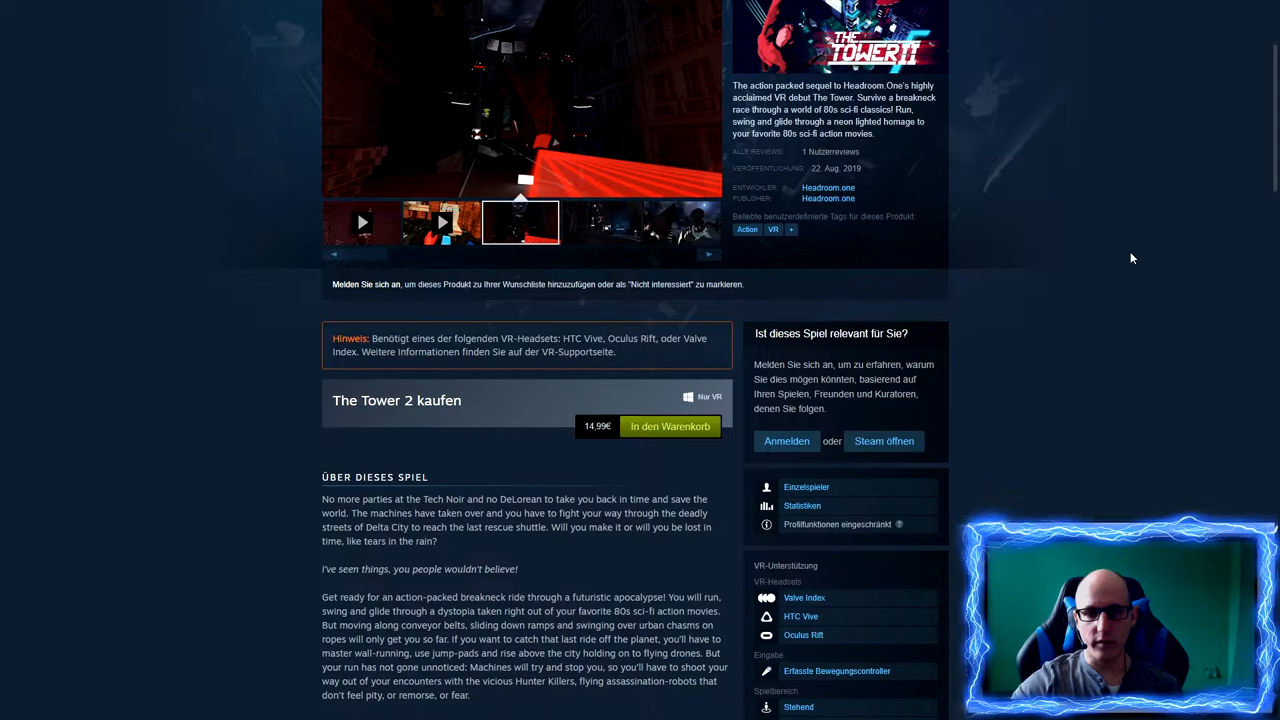 THE
TOWER II
The action packed sequel to Headroom.One's highly
acclaimed VR debut The Tower. Survive a breakneck
race through a world of 80s sci-fi classics! Run,
swing and glide through a neon lighted homage to
your favorite 80s sci-fi action movies.
ALLE REVIEWS: 1 Nutzerreviews
VERÖFFENTLICHUNG: 22. Aug. 2019
ENTWICKLER: Headroom.one
PUBLISHER: Headroom.one
Beliebte benutzerdefinierte Tags für dieses Produkt:
Action VR +
Melden Sie sich an, um dieses Produkt zu Ihrer Wunschliste hinzuzufügen oder als "Nicht interessiert" zu markieren.
Hinweis: Benötigt eines der folgenden VR-Headsets: HTC Vive, Oculus Rift, oder Valve
Index. Weitere Informationen finden Sie auf der VR-Supportseite.
The Tower 2 kaufen
Nur VR
14,99€ In den Warenkorb
ÜBER DIESES SPIEL
No more parties at the Tech Noir and no DeLorean to take you back in time and save the
world. The machines have taken over and you have to fight your way through the deadly
streets of Delta City to reach the last rescue shuttle. Will you make it or will you be lost in
time, like tears in the rain?
I've seen things, you people wouldn't believe!
Get ready for an action-packed breakneck ride through a futuristic apocalypse! You will run,
swing and glide through a dystopia taken right out of your favorite 80s sci-fi action movies.
But moving along conveyor belts, sliding down ramps and swinging over urban chasms on
ropes will only get you so far. If you want to catch that last ride off the planet, you'll have to
master wall-running, use jump-pads and rise above the city holding on to flying drones. But
your run has not gone unnoticed: Machines will try and stop you, so you'll have to shoot your
way out of your encounters with the vicious Hunter Killers, flying assassination-robots that
don't feel pity, or remorse, or fear.
Ist dieses Spiel relevant für Sie?
Melden Sie sich an, um zu erfahren, warum
Sie dies mögen könnten, basierend auf
Ihren Spielen, Freunden und Kuratoren,
denen Sie folgen.
Anmelden oder Steam öffnen
Einzelspieler
Statistiken
Profilfunktionen eingeschränkt ?
VR-Unterstützung
VR-Headsets
Valve Index
HTC Vive
Oculus Rift
Eingabe
Erfasste Bewegungscontroller
Spielbereich
Stehend